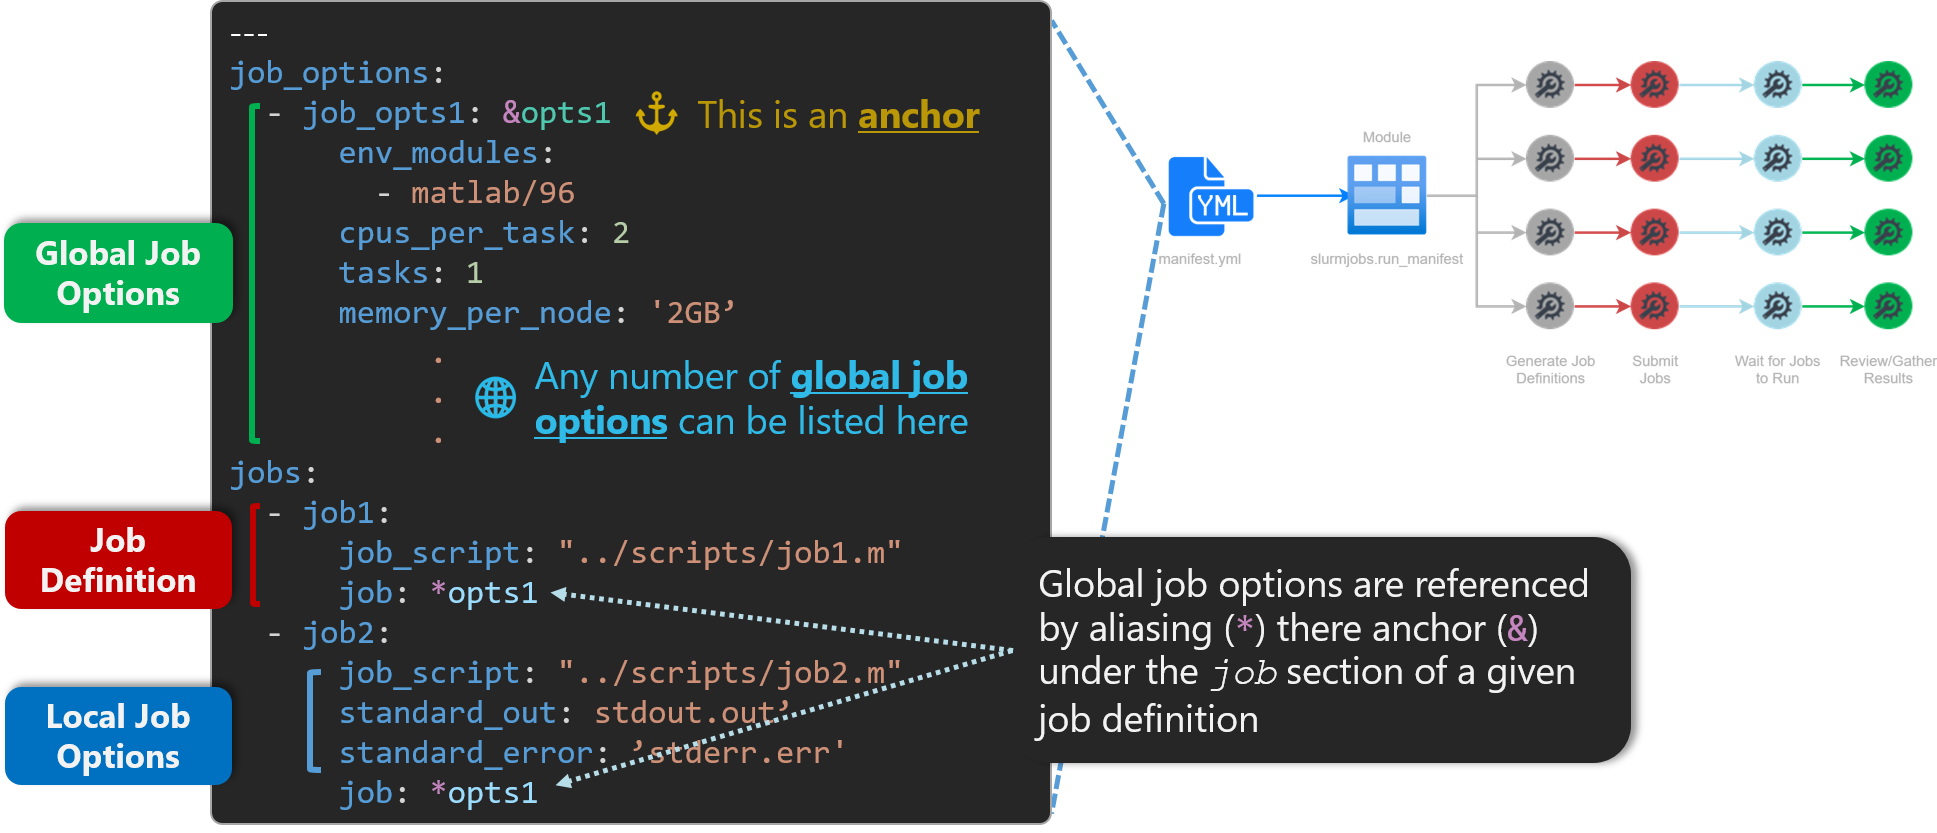 ---
job_options:
- job_opts1: &opts1
This is an anchor
env_modules:
- matlab/96
cpus_per_task: 2
tasks: 1
memory_per_node: '2GB’
.
.
.
Any number of global job
options can be listed here
jobs:
- job1:
job_script: "../scripts/job1.m"
job: *opts1
- job2:
job_script: "../scripts/job2.m"
standard_out: stdout.out’
standard_error: ’stderr.err'
job: *opts1
Global Job
Options
Job
Definition
Local Job
Options
Global job options are referenced
by aliasing (*) there anchor (&)
under the job section of a given
job definition
YML
manifest.yml
Module
slurmjobs.run_manifest
Generate Job
Definitions
Submit
Jobs
Wait for Jobs
to Run
Review/Gather
Results